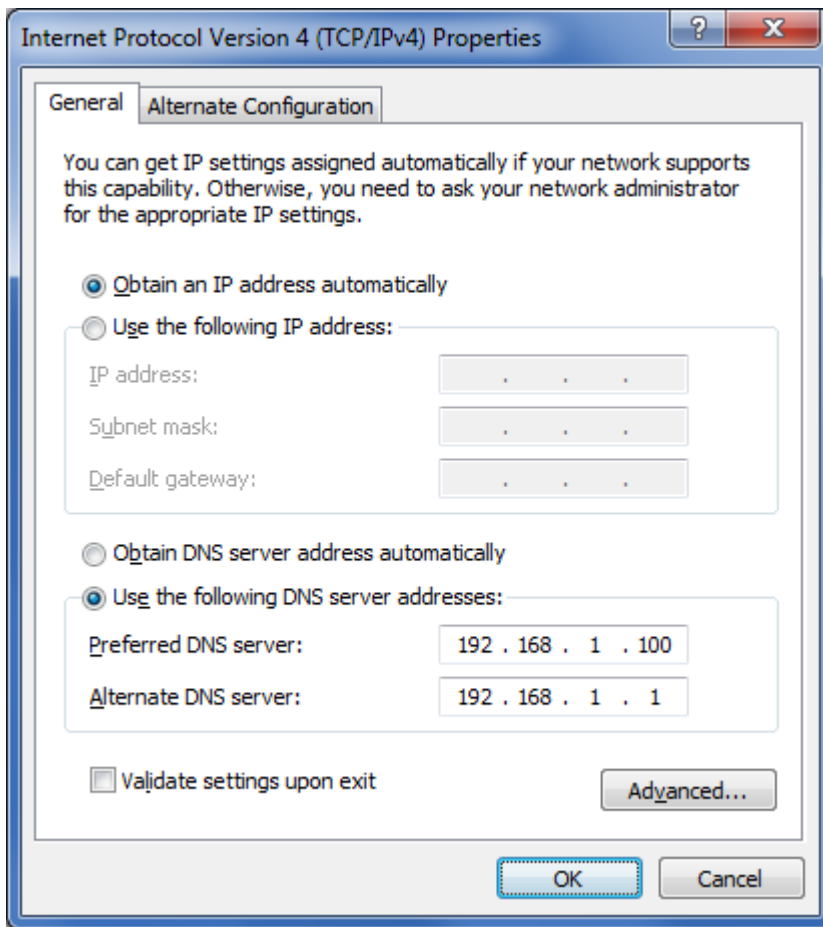 Internet Protocol Version 4 (TCP/IPv4) Properties
?
General
Alternate Configuration
You can get IP settings assigned automatically if your network supports
this capability. Otherwise, you need to ask your network administrator
for the appropriate IP settings.
Obtain an IP address automatically
Use the following IP address:
IP address: . . .
Subnet mask: . . .
Default gateway: . . .
Obtain DNS server address automatically
Use the following DNS server addresses:
Preferred DNS server: 192 . 168 . 1 . 100
Alternate DNS server: 192 . 168 . 1 . 1
Validate settings upon exit
Advanced...
OK
Cancel